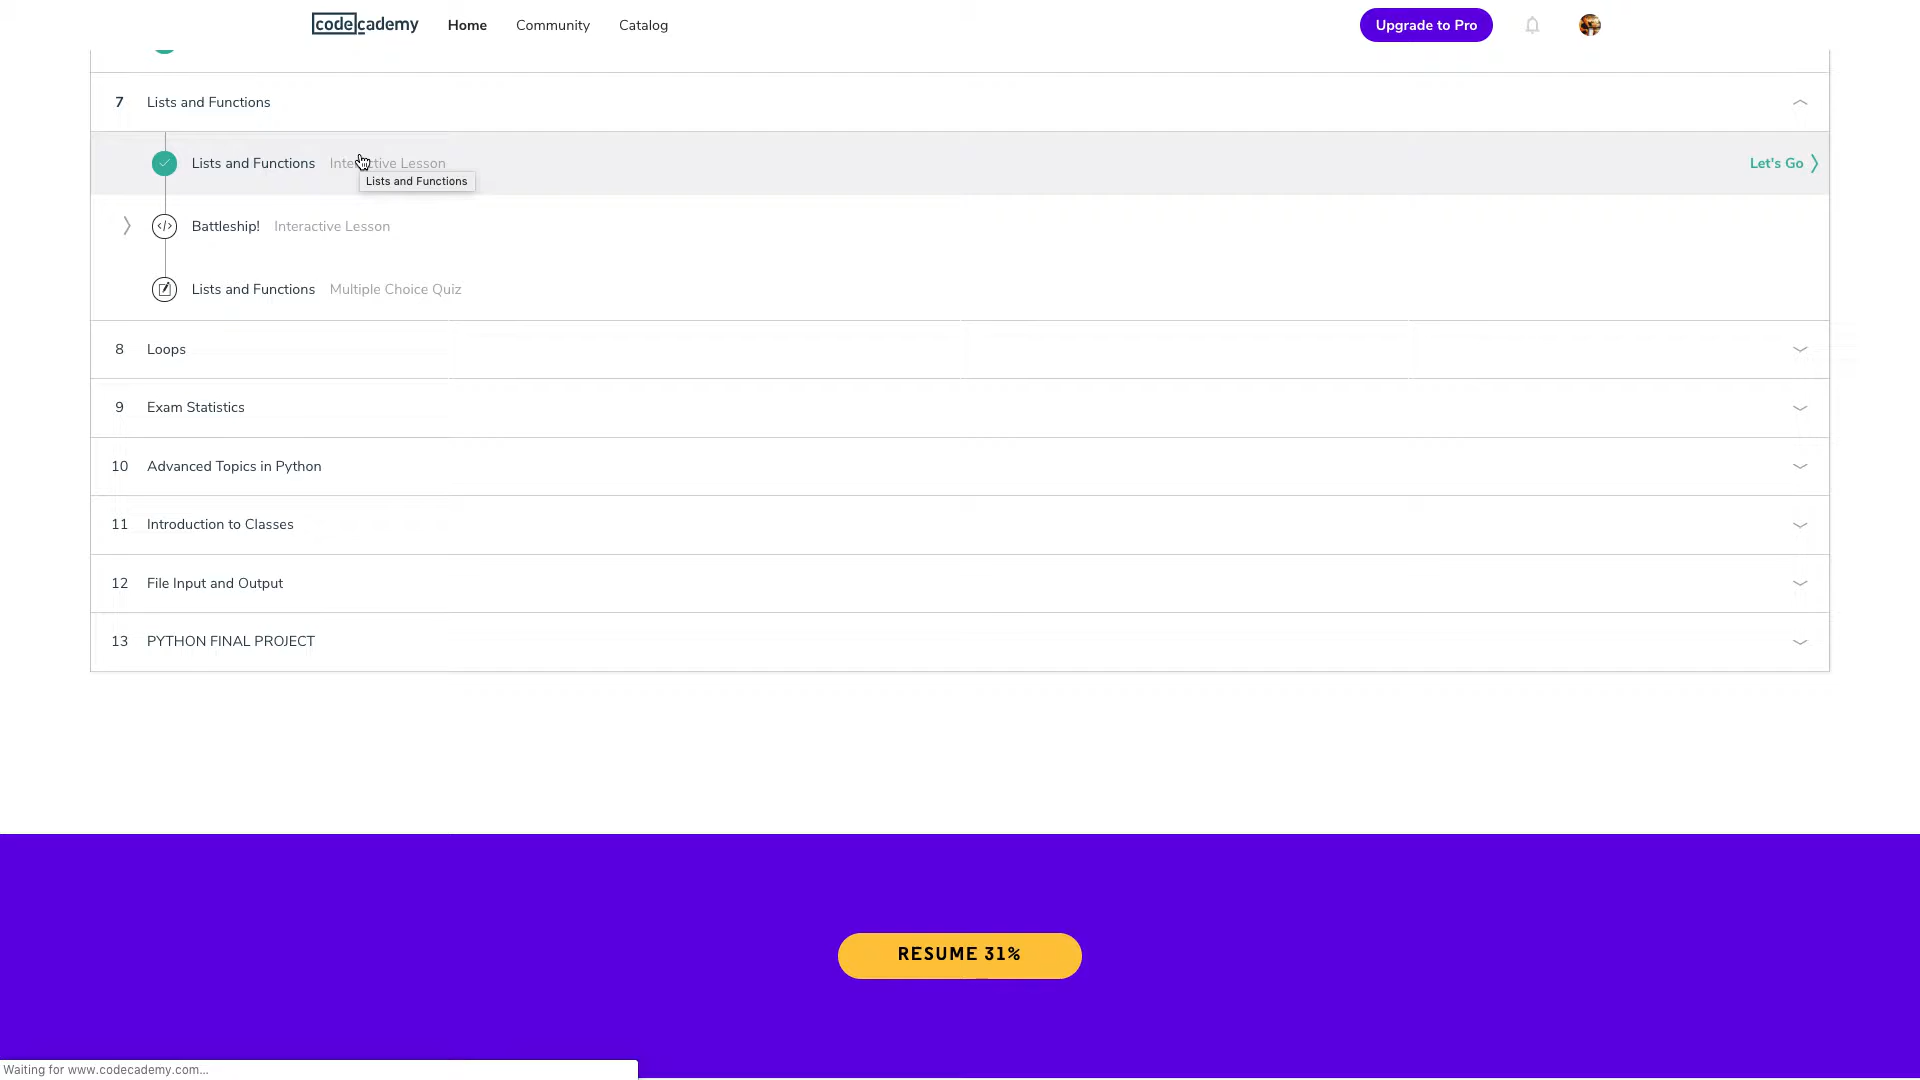 codecademy Home Community Catalog Upgrade to Pro
7 Lists and Functions
Lists and Functions Interactive Lesson Let's Go
Lists and Functions
Battleship! Interactive Lesson
Lists and Functions Multiple Choice Quiz
8 Loops
9 Exam Statistics
10 Advanced Topics in Python
11 Introduction to Classes
12 File Input and Output
13 PYTHON FINAL PROJECT
RESUME 31%
Waiting for www.codecademy.com...